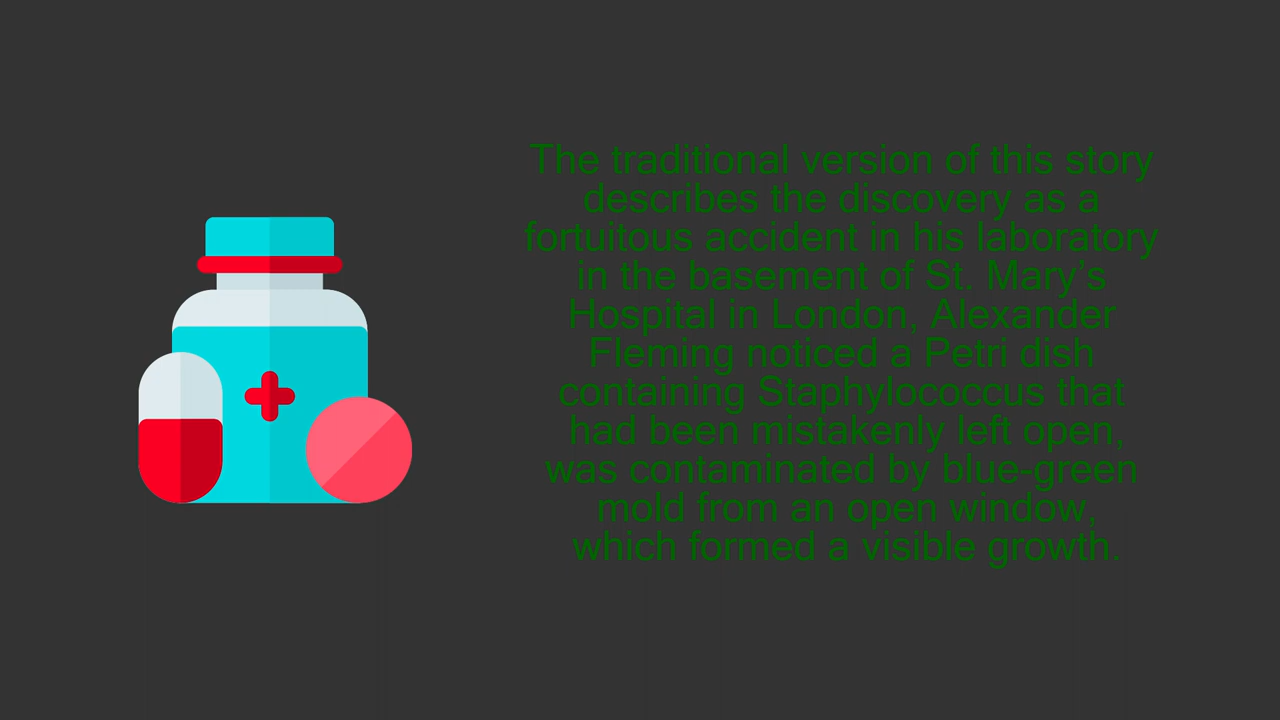 The traditional version of this story
describes the discovery as a
fortuitous accident in his laboratory
in the basement of St. Mary’s
Hospital in London, Alexander
Fleming noticed a Petri dish
containing Staphylococcus that
had been mistakenly left open,
was contaminated by blue-green
mold from an open window,
which formed a visible growth.